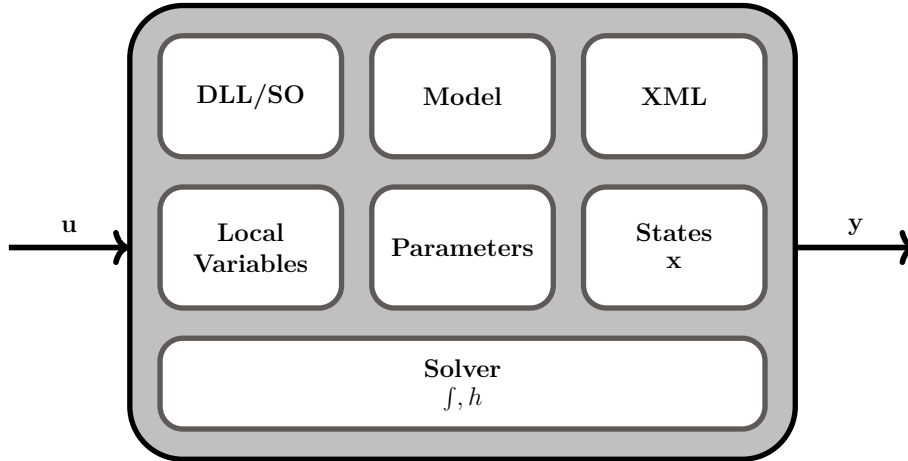 DLL/SO
Model
XML
u
Local
Variables
Parameters
States
x
y
Solver
∫, h